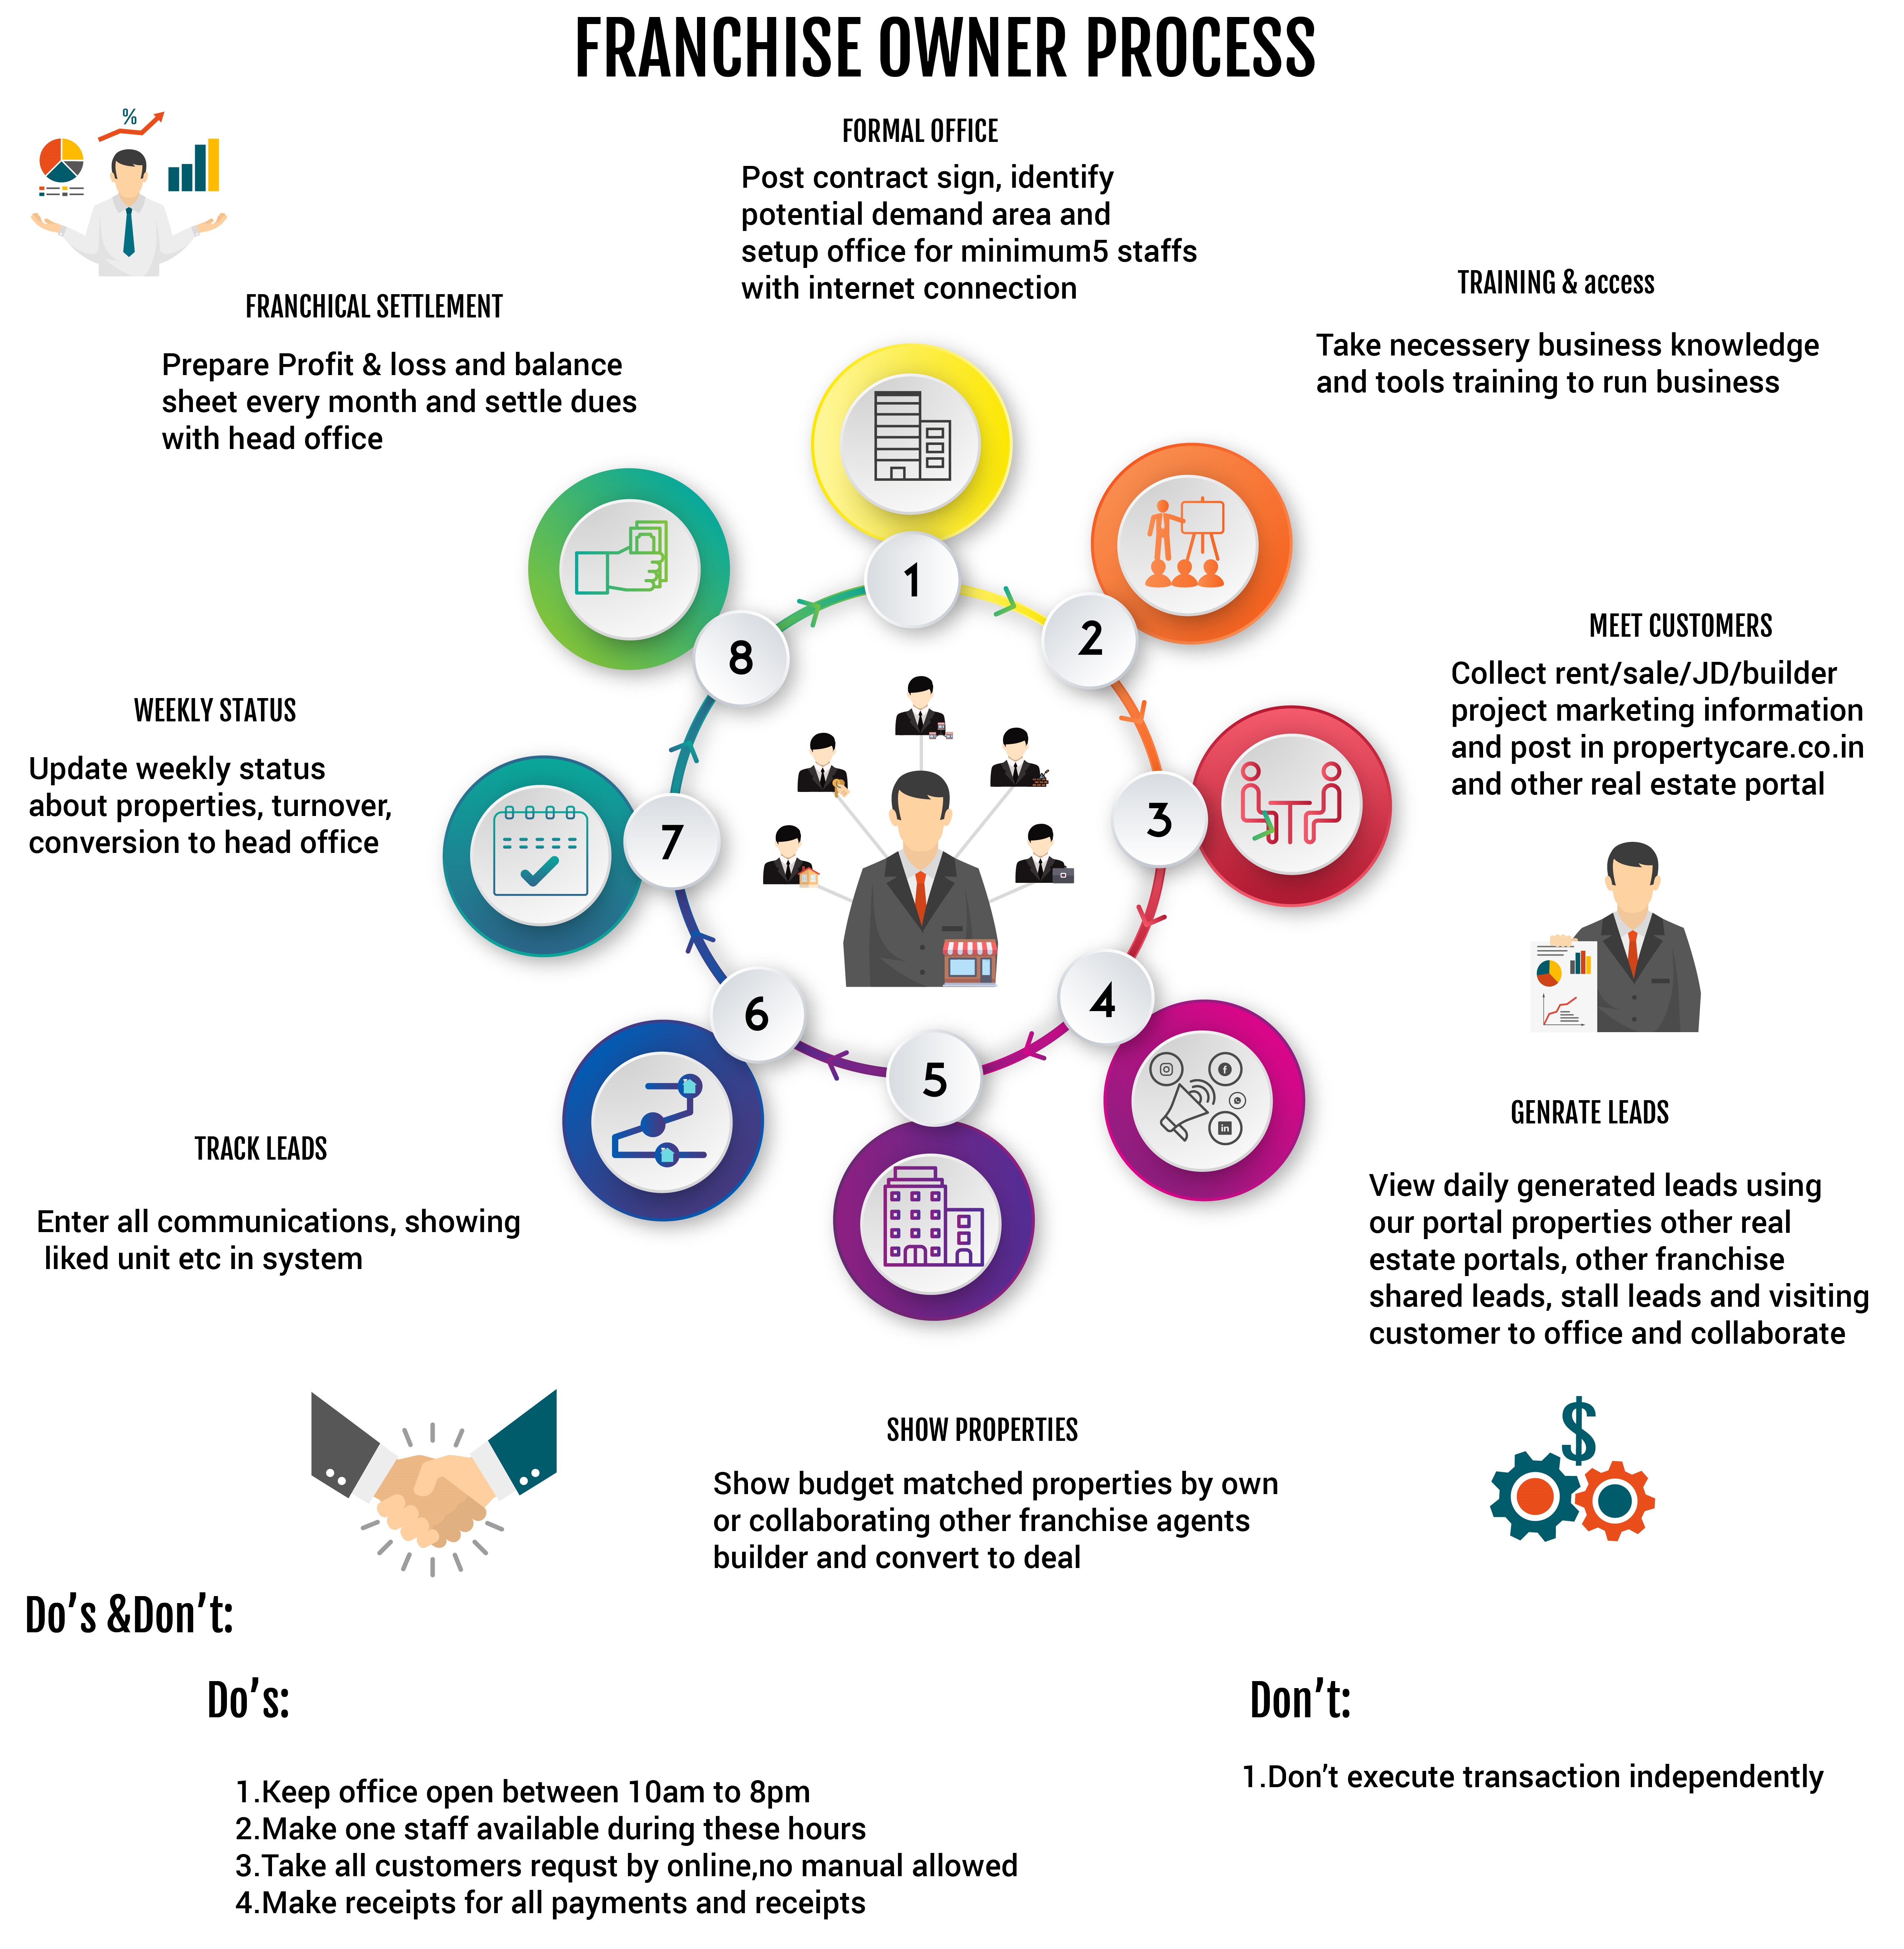 FRANCHISE OWNER PROCESS
%
FORMAL OFFICE
Post contract sign, identify
potential demand area and
setup office for minimum5 staffs
with internet connection
TRAINING & access
Take necessery business knowledge
and tools training to run business
MEET CUSTOMERS
Collect rent/sale/JD/builder
project marketing information
and post in propertycare.co.in
and other real estate portal
GENRATE LEADS
View daily generated leads using
our portal properties other real
estate portals, other franchise
shared leads, stall leads and visiting
customer to office and collaborate
SHOW PROPERTIES
Show budget matched properties by own
or collaborating other franchise agents
builder and convert to deal
TRACK LEADS
Enter all communications, showing
liked unit etc in system
WEEKLY STATUS
Update weekly status
about properties, turnover,
conversion to head office
FRANCHICAL SETTLEMENT
Prepare Profit & loss and balance
sheet every month and settle dues
with head office
1
2
3
4
5
6
7
8
f
in
$
Do's &Don't:
Do's:
1.Keep office open between 10am to 8pm
2.Make one staff available during these hours
3.Take all customers requst by online,no manual allowed
4.Make receipts for all payments and receipts
Don't:
1.Don't execute transaction independently